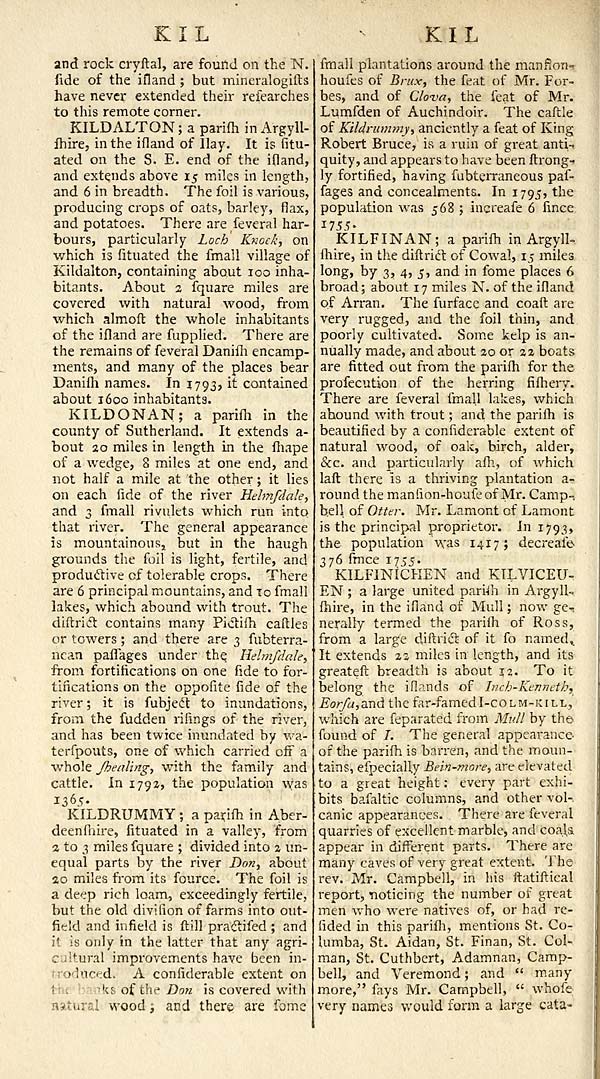 KIL
KIL
and rock cryſtal, are found on the N.
ſide of the iſland; but mineralogiſts
have never extended their reſearches
to this remote corner.
KILDALTON; a pariſh in Argyll-
ſhire, in the iſland of Ilay. It is ſitu-
ated on the S. E. end of the iſland,
and extends above 15 miles in length,
and 6 in breadth. The ſoil is various,
producing crops of oats, barley, flax,
and potatoes. There are ſeveral har-
bours, particularly Loch Knock, on
which is ſituated the ſmall village of
Kildalton, containing about 100 inha-
bitants. About 2 ſquare miles are
covered with natural wood, from
which almoſt the whole inhabitants
of the iſland are ſupplied. There are
the remains of ſeveral Daniſh encamp-
ments, and many of the places bear
Daniſh names. In 1793, it contained
about 1600 inhabitants.
KILDONAN; a pariſh in the
county of Sutherland. It extends a-
bout 20 miles in length in the ſhape
of a wedge, 8 miles at one end, and
not half a mile at the other; it lies
on each ſide of the river Helmſdale,
and 3 ſmall rivulets which run into
that river. The general appearance
is mountainous, but in the haugh
grounds the ſoil is light, fertile, and
productive of tolerable crops. There
are 6 principal mountains, and 10 ſmall
lakes, which abound with trout. The
diſtrict contains many Pictiſh caſtles
or towers; and there are 3 ſubterra-
nean paſſages under the Helmſdale,
from fortifications on one ſide to for-
tifications on the oppoſite ſide of the
river; it is ſubject to inundations,
from the ſudden riſings of the river,
and has been twice inundated by wa-
terſpouts, one of which carried off a
whole ſhealing, with the family and
cattle. In 1792, the population was
1365.
KILDRUMMY; a pariſh in Aber-
deenſhire, ſituated in a valley, from
2 to 3 miles ſquare; divided into 2 un-
equal parts by the river Don, about
20 miles from its ſource. The ſoil is
a deep rich loam, exceedingly fertile,
but the old diviſion of farms into out-
field and infield is ſtill practiſed; and
it is only in the latter that any agri-
cultural improvements have been in-
troduced. A conſiderable extent on
the banks of the Don is covered with
natural wood; and there are ſome
ſmall plantations around the manſion-
houſes of Brux, the ſeat of Mr. For-
bes, and of Clova, the ſeat of Mr.
Lumſden of Auchindoir. The caſtle
of Kildrummy, anciently a ſeat of King
Robert Bruce, is a ruin of great anti-
quity, and appears to have been ſtrong-
ly fortified, having ſubterraneous paſ-
ſages and concealments. In 1795, the
population was 568; increaſe 6 ſince
1755.
KILFINAN; a pariſh in Argyll-
ſhire, in the diſtrict of Cowal, 15 miles
long, by 3, 4, 5, and in ſome places 6
broad; about 17 miles N. of the iſland
of Arran. The ſurface and coaſt are
very rugged, and the ſoil thin, and
poorly cultivated. Some kelp is an-
nually made, and about 20 or 22 boats
are fitted out from the pariſh for the
proſecution of the herring fiſhery.
There are ſeveral ſmall lakes, which
abound with trout; and the pariſh is
beautified by a conſiderable extent of
natural wood, of oak, birch, alder,
&c. and particularly aſh, of which
laſt there is a thriving plantation a-
round the manſion-houſe of Mr. Camp-
bell of Otter. Mr. Lamont of Lamont
is the principal proprietor. In 1793,
the population was 1417; decreaſe
376 ſince 1755.
KILFINICHEN and KILVICEU-
EN; a large united pariſh in Argyll-
ſhire, in the iſland of Mull; now ge-
nerally termed the pariſh of Ross,
from a large diſtrict of it ſo named.
It extends 22 miles in length, and its
greateſt breadth is about 12. To it
belong the iſlands of Inch-Kenneth,
Eorſa, and the far-famed I-COLM-KILL,
which are ſeparated from Mull by the
ſound of I. The general appearance
of the pariſh is barren, and the moun-
tains, eſpecially Bein-more, are elevated
to a great height: every part exhi-
bits baſaltic columns, and other vol-
canic appearances. There are ſeveral
quarries of excellent marble, and coals
appear in different parts. There are
many caves of very great extent. The
rev. Mr. Campbell, in his ſtatiſtical
report, noticing the number of great
men who were natives of, or had re-
ſided in this pariſh, mentions St. Co-
lumba, St. Aidan, St. Finan, St. Col-
man, St. Cuthbert, Adamnan, Camp-
bell, and Veremond; and " many
more," ſays Mr. Campbell, " whoſe
very names would form a large cata-